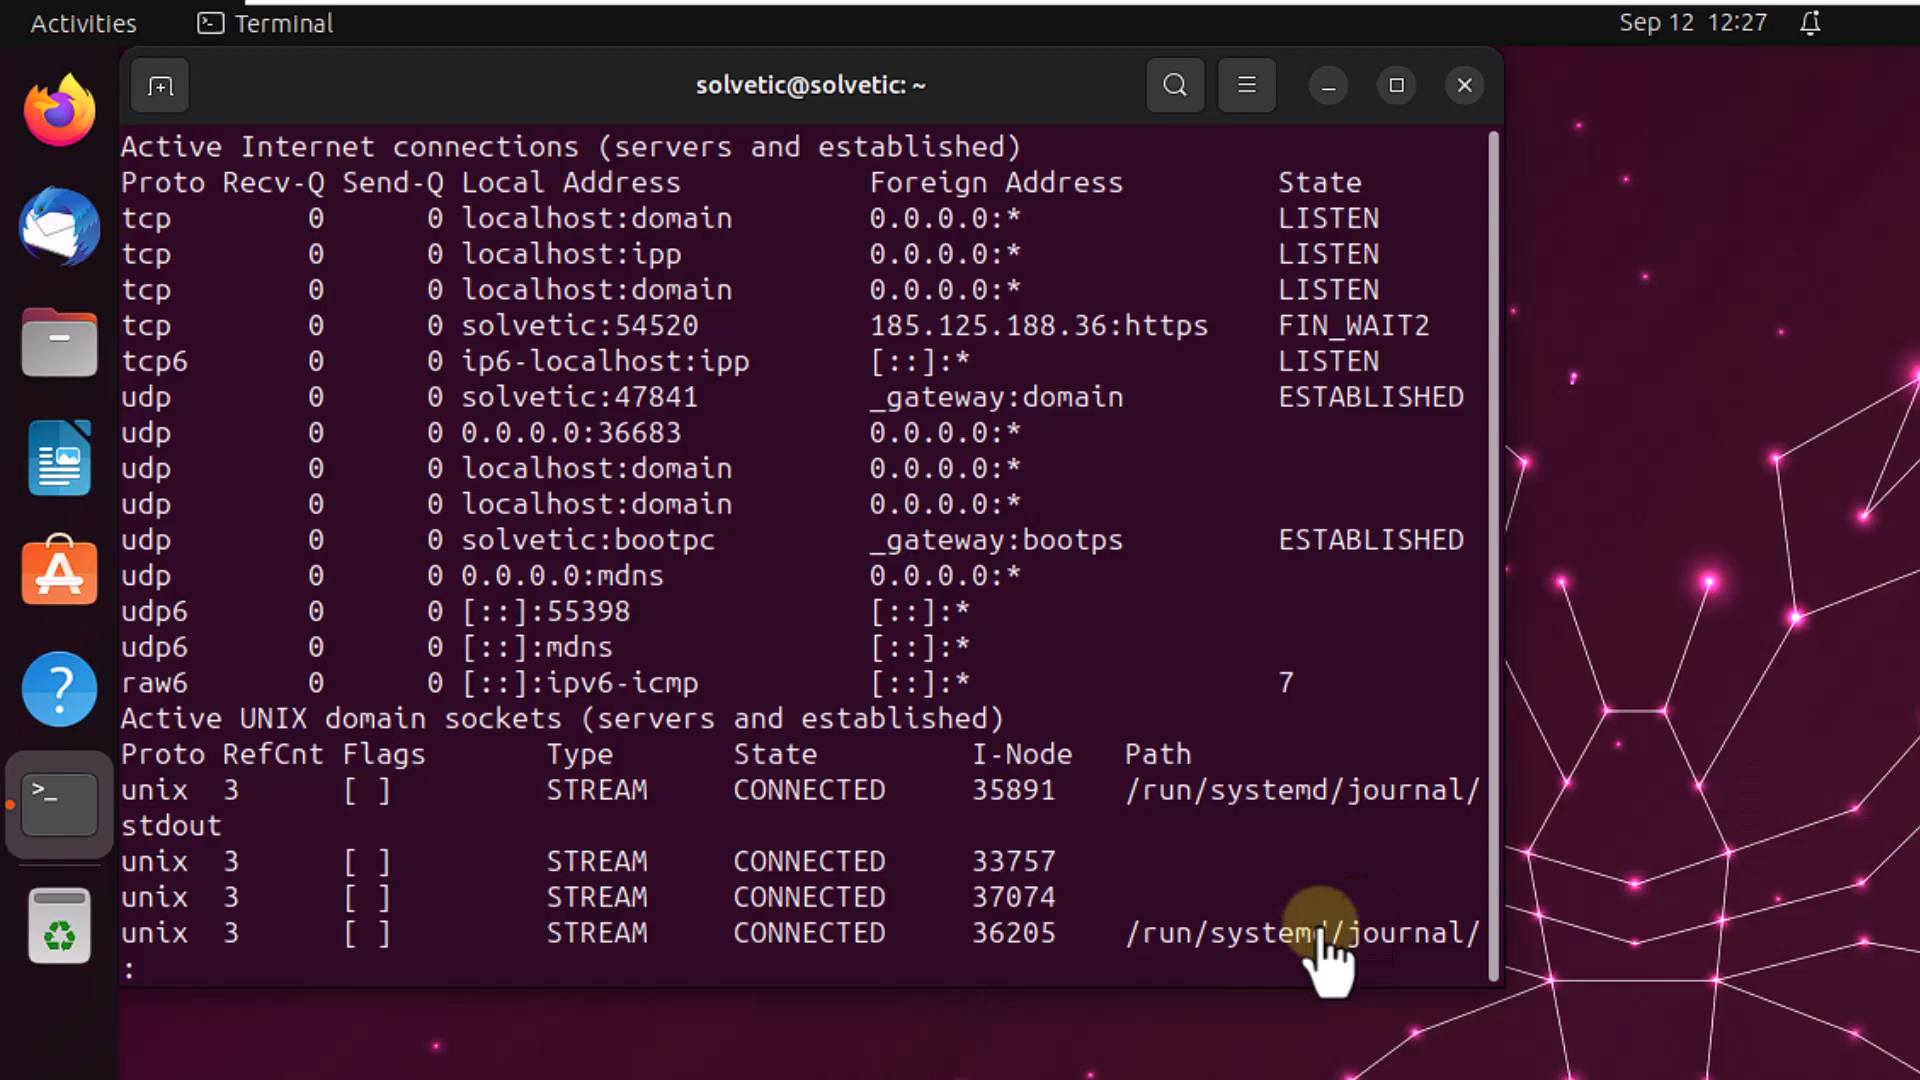 Activities Terminal Sep 12 12:27
solvetic@solvetic: ~
Active Internet connections (servers and established)
Proto Recv-Q Send-Q Local Address Foreign Address State
tcp 0 0 localhost:domain 0.0.0.0:* LISTEN
tcp 0 0 localhost:ipp 0.0.0.0:* LISTEN
tcp 0 0 localhost:domain 0.0.0.0:* LISTEN
tcp 0 0 solvetic:54520 185.125.188.36:https FIN_WAIT2
tcp6 0 0 ip6-localhost:ipp [::]:* LISTEN
udp 0 0 solvetic:47841 _gateway:domain ESTABLISHED
udp 0 0 0.0.0.0:36683 0.0.0.0:*
udp 0 0 localhost:domain 0.0.0.0:*
udp 0 0 localhost:domain 0.0.0.0:*
udp 0 0 solvetic:bootpc _gateway:bootps ESTABLISHED
udp 0 0 0.0.0.0:mdns 0.0.0.0:*
udp6 0 0 [::]:55398 [::]:*
udp6 0 0 [::]:mdns [::]:*
raw6 0 0 [::]:ipv6-icmp [::]:* 7
Active UNIX domain sockets (servers and established)
Proto RefCnt Flags Type State I-Node Path
unix 3 [ ] STREAM CONNECTED 35891 /run/systemd/journal/
stdout
unix 3 [ ] STREAM CONNECTED 33757
unix 3 [ ] STREAM CONNECTED 37074
unix 3 [ ] STREAM CONNECTED 36205 /run/systemd/journal/
: